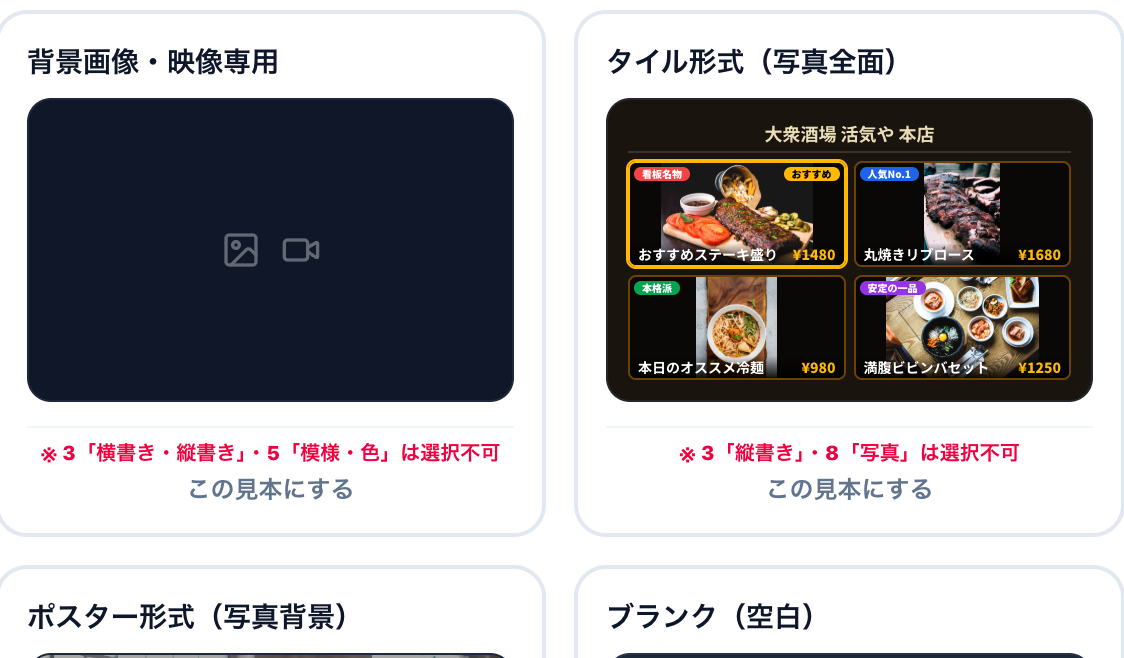 背景画像・映像専用
※ 3「横書き・縦書き」・5「模様・色」は選択不可
この見本にする
タイル形式（写真全面）
大衆酒場 活気や 本店
看板名物
おすすめ
おすすめステーキ盛り ¥1480
人気No.1
丸焼きリブロース ¥1680
本格派
本日のオススメ冷麺 ¥980
安定の一品
満腹ビビンバセット ¥1250
※ 3「縦書き」・8「写真」は選択不可
この見本にする
ポスター形式（写真背景）
ブランク（空白）